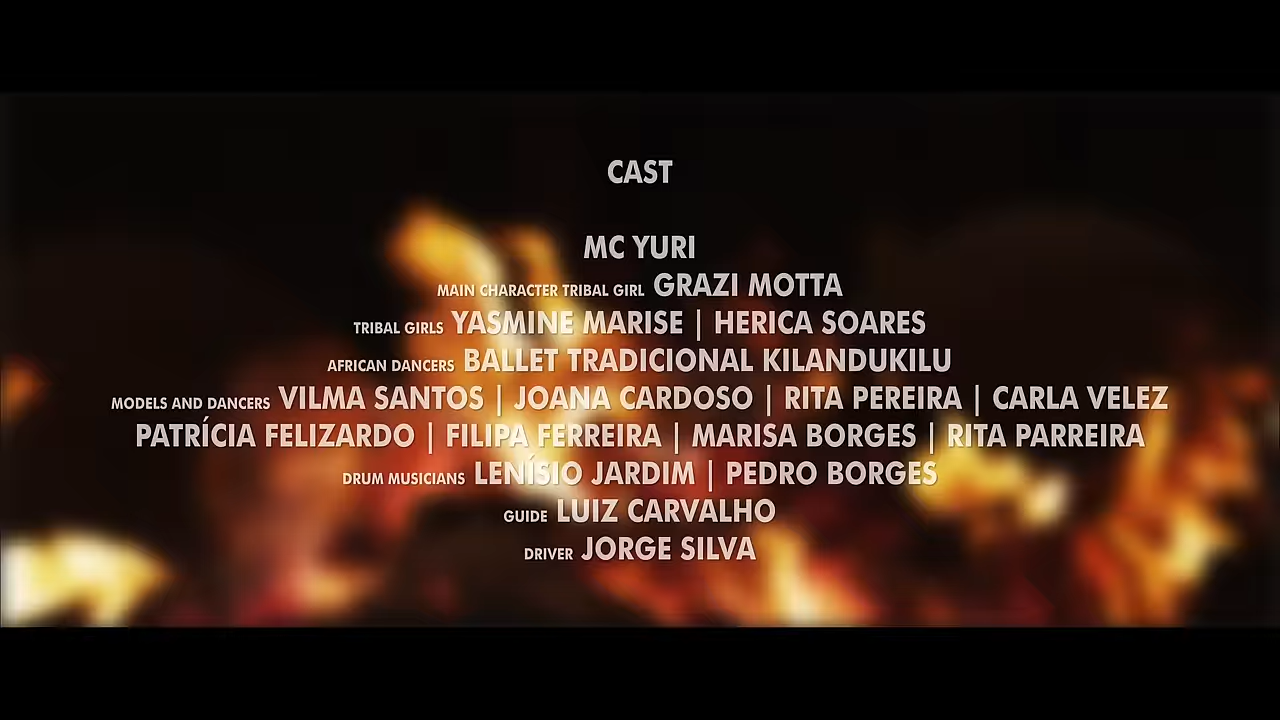 CAST
MC YURI
MAIN CHARACTER TRIBAL GIRL GRAZI MOTTA
TRIBAL GIRLS YASMINE MARISE | HERICA SOARES
AFRICAN DANCERS BALLET TRADICIONAL KILANDUKILU
MODELS AND DANCERS VILMA SANTOS | JOANA CARDOSO | RITA PEREIRA | CARLA VELEZ
PATRÍCIA FELIZARDO | FILIPA FERREIRA | MARISA BORGES | RITA PARREIRA
DRUM MUSICIANS LENÍSIO JARDIM | PEDRO BORGES
GUIDE LUIZ CARVALHO
DRIVER JORGE SILVA